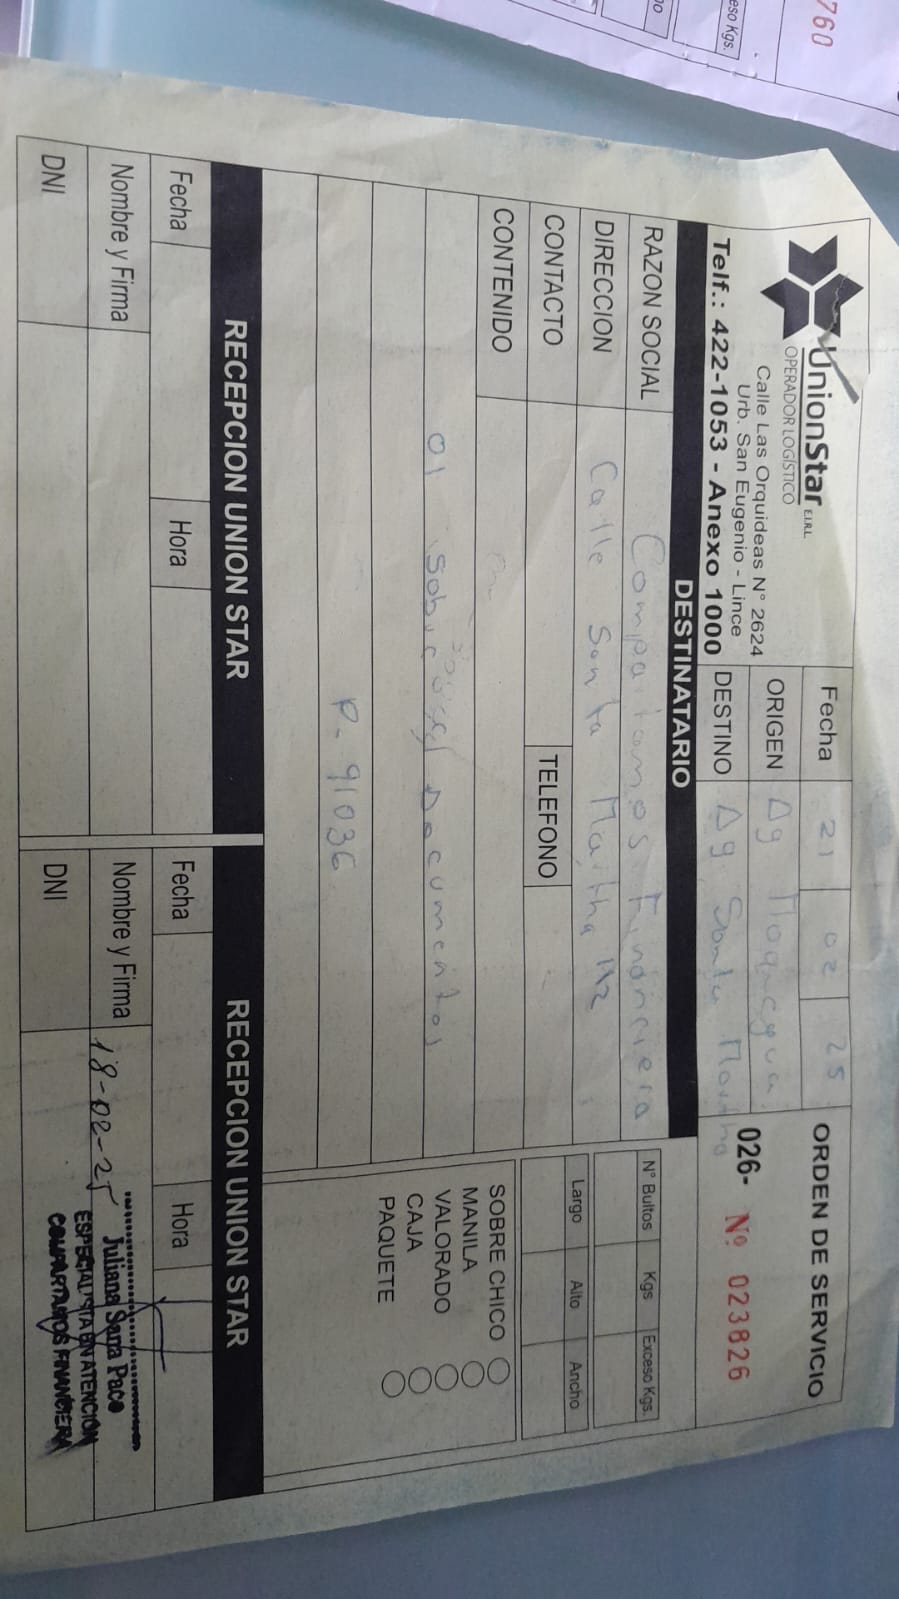 760
eso Kgs.
UnionStar E.I.R.L.
OPERADOR LOGÍSTICO
Calle Las Orquideas N° 2624
Urb. San Eugenio - Lince
Telf.: 422-1053 - Anexo 1000
Fecha 21 02 25
ORIGEN Ag Moquegua
DESTINO Ag. Santa Martha
ORDEN DE SERVICIO
026- Nº 023826
DESTINATARIO
RAZON SOCIAL Compartamos Financiera
DIRECCION Calle Santa Martha
CONTACTO
TELEFONO
CONTENIDO
01 Sobre Documentos
P- 91036
N° Bultos Kgs Exceso Kgs.
Largo Alto Ancho
SOBRE CHICO
MANILA
VALORADO
CAJA
PAQUETE
RECEPCION UNION STAR
Fecha Hora
Nombre y Firma
DNI
RECEPCION UNION STAR
Fecha Hora
Nombre y Firma 18-02-25
DNI
Juliana Sana Paco
ESPECIALISTA EN ATENCION
COMPARTAMOS FINANCIERA